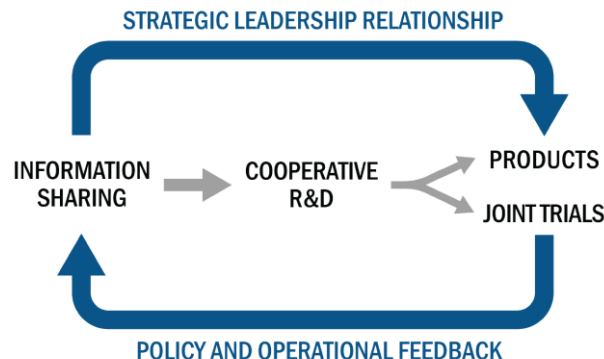 STRATEGIC LEADERSHIP RELATIONSHIP
INFORMATION
SHARING
COOPERATIVE
R&D
PRODUCTS
JOINT TRIALS
POLICY AND OPERATIONAL FEEDBACK